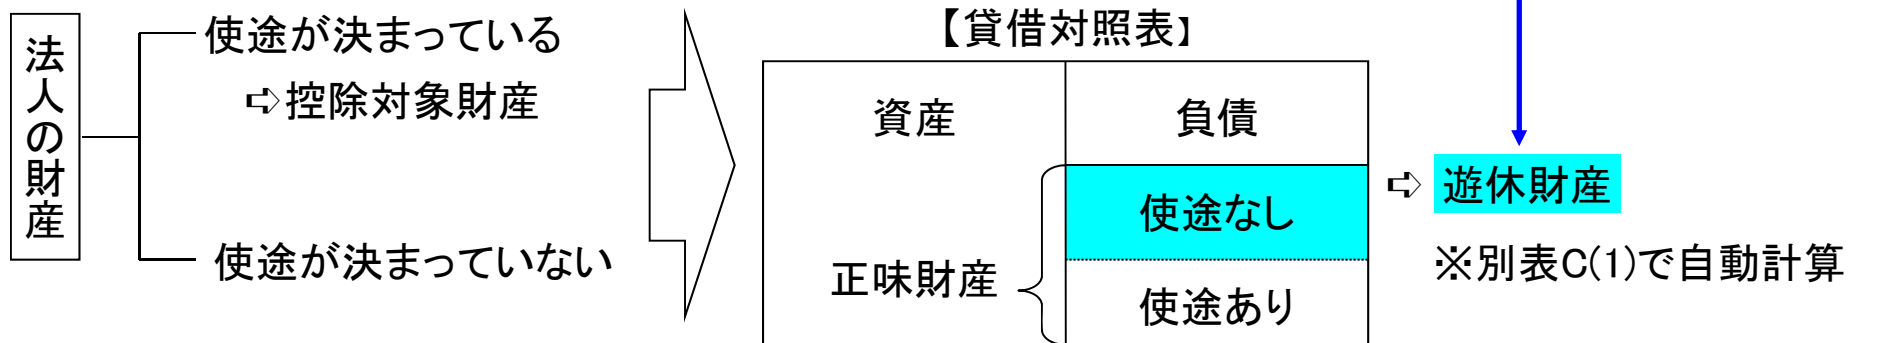 法人の財産
使途が決まっている
➪控除対象財産
使途が決まっていない
【貸借対照表】
資産
負債
正味財産
使途なし
使途あり
➪ 遊休財産
※別表C(1)で自動計算